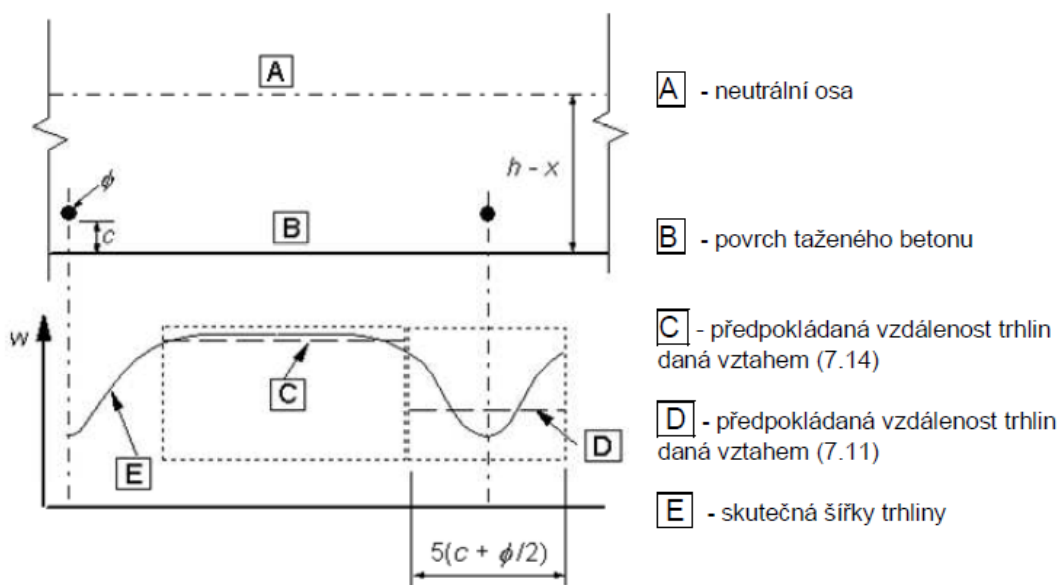 A
A - neutrální osa
h – x
ϕ
c
B
B - povrch taženého betonu
w
C
C - předpokládaná vzdálenost trhlin
daná vztahem (7.14)
D
D - předpokládaná vzdálenost trhlin
daná vztahem (7.11)
E
E - skutečná šířky trhliny
5(c + ϕ/2)